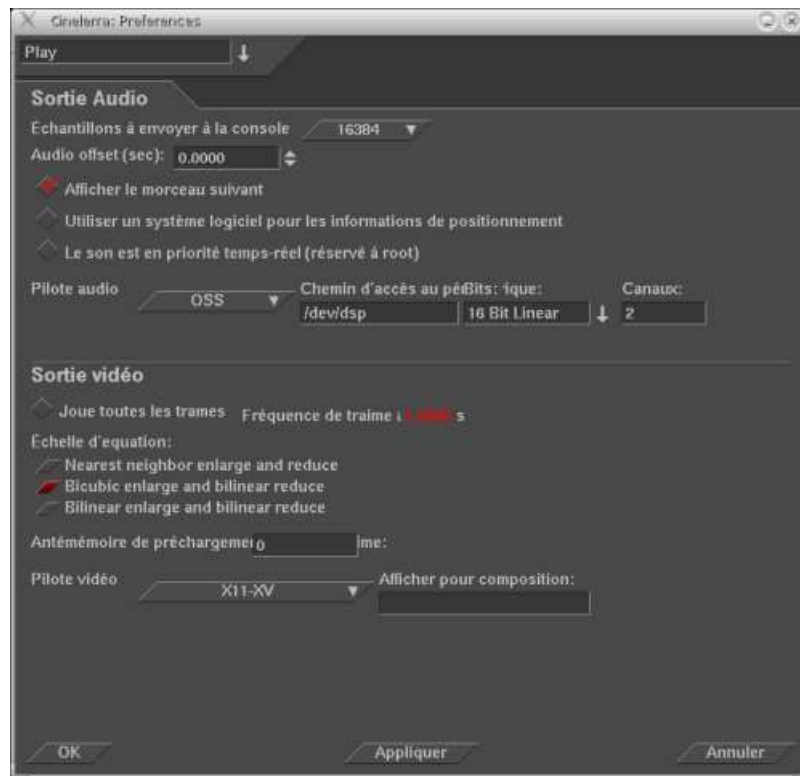 Cinelerra: Preferences
Play
Sortie Audio
Échantillons à envoyer à la console 16384
Audio offset (sec): 0.0000
Afficher le morceau suivant
Utiliser un système logiciel pour les informations de positionnement
Le son est en priorité temps-réel (réservé à root)
Pilote audio OSS
Chemin d'accès au pé Bits: ique: Canaux:
/dev/dsp 16 Bit Linear 2
Sortie vidéo
Joue toutes les trames Fréquence de traime s
Échelle d'equation:
Nearest neighbor enlarge and reduce
Bicubic enlarge and bilinear reduce
Bilinear enlarge and bilinear reduce
Antémémoire de préchargeme 0 ime:
Pilote vidéo X11-XV Afficher pour composition:
OK Appliquer Annuler